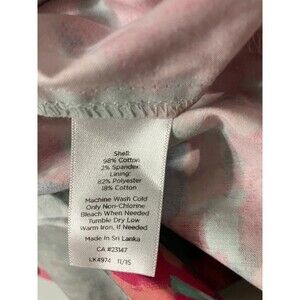 Shell:
98% Cotton
2% Spandex
Lining:
82% Polyester
18% Cotton
Machine Wash Cold
Only Non-Chlorine
Bleach When Needed
Tumble Dry Low
Warm Iron, If Needed
Made In Sri Lanka
CA #23147
LK4974 11/15